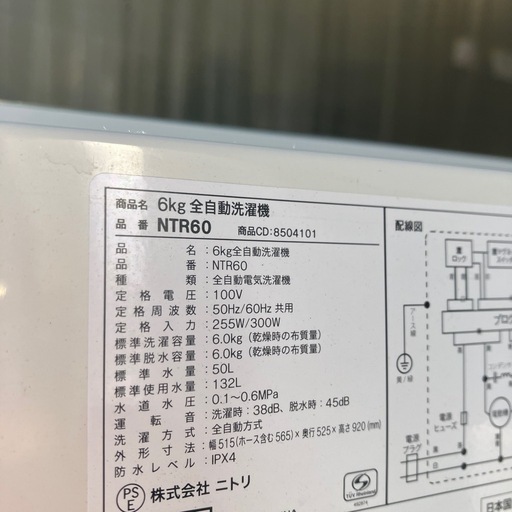 商品名 6kg 全自動洗濯機
品番 NTR60 商品CD:8504101
品名:6kg全自動洗濯機
品番:NTR60
種類:全自動電気洗濯機
定格電圧:100V
定格周波数:50Hz/60Hz 共用
定格入力:255W/300W
標準洗濯容量:6.0kg (乾燥時の布質量)
標準脱水容量:6.0kg (乾燥時の布質量)
標準水量:50L
標準使用水量:132L
水道水圧:0.1〜0.6MPa
運転音:洗濯時:38dB、脱水時:45dB
洗濯方式:全自動方式
外形寸法:幅515(ホース含む565)×奥行525×高さ920(mm)
防水レベル:IPX4
PSE 株式会社ニトリ
配線図
蓋ロック
アース線
プログ
黄/緑
電源ヒューズ
電源プラグ
電動機
日本国